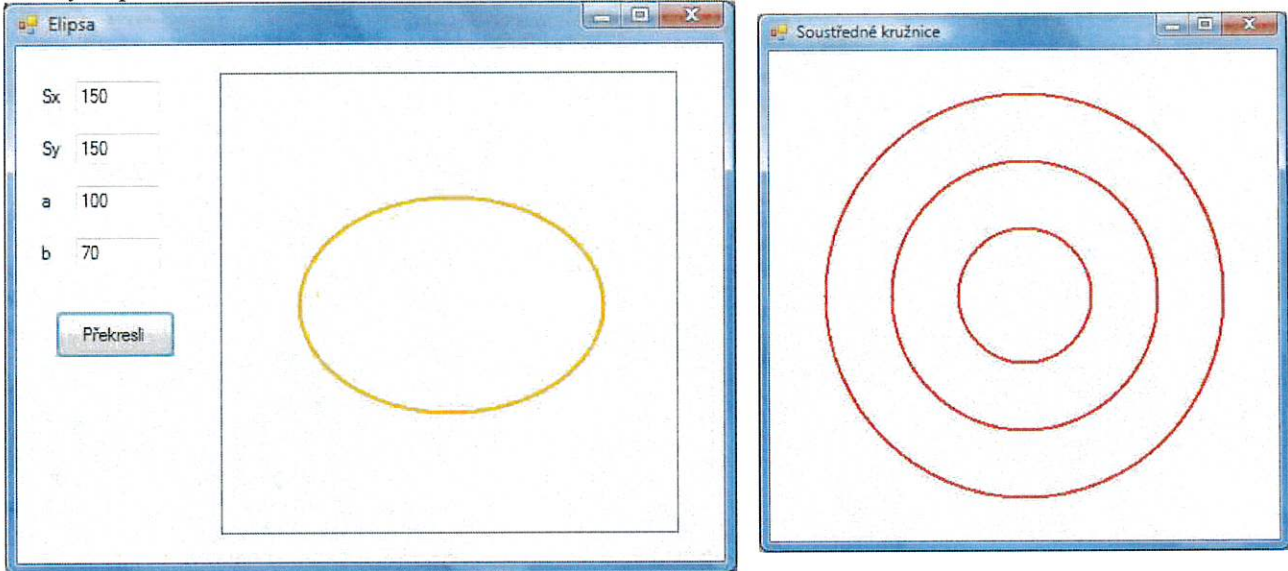 Elipsa
Sx 150
Sy 150
a 100
b 70
Překresli
Soustředné kružnice